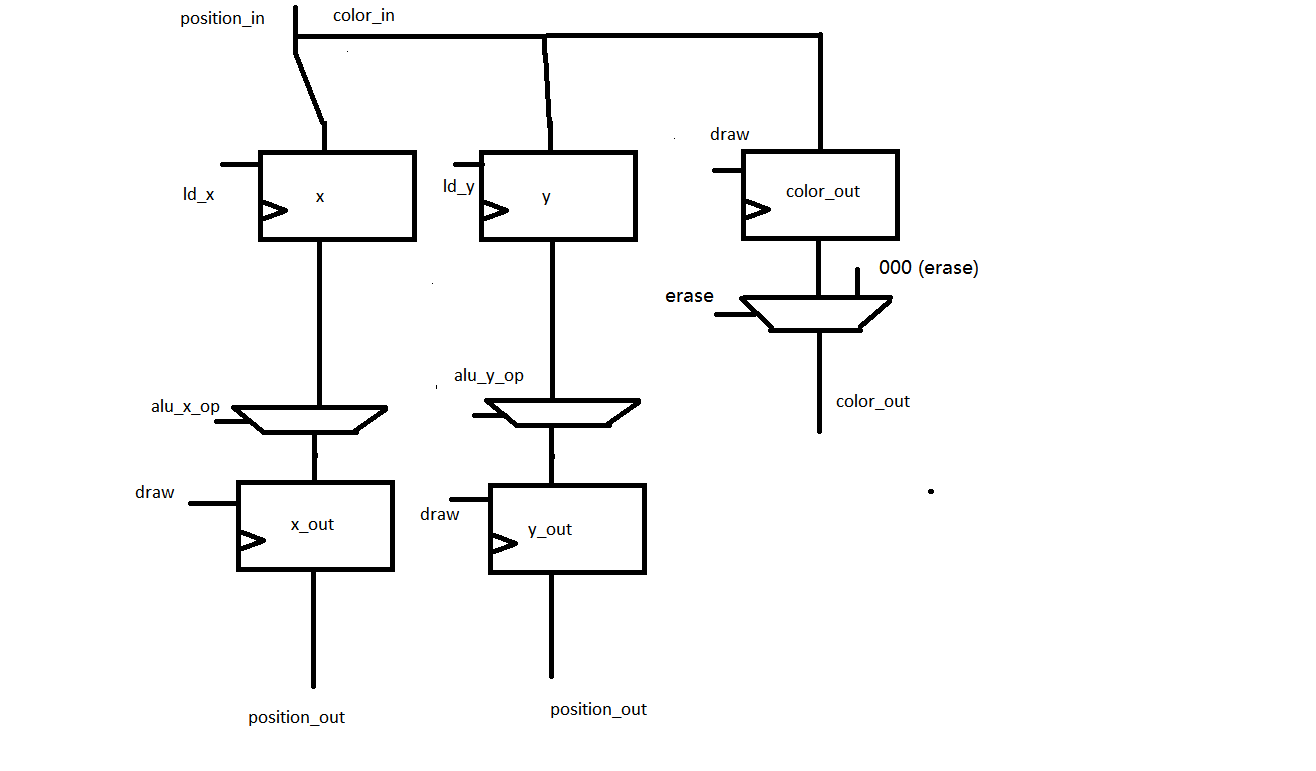 position_in
color_in
draw
ld_x
x
ld_y
y
color_out
000 (erase)
erase
alu_x_op
alu_y_op
color_out
draw
x_out
draw
y_out
position_out
position_out